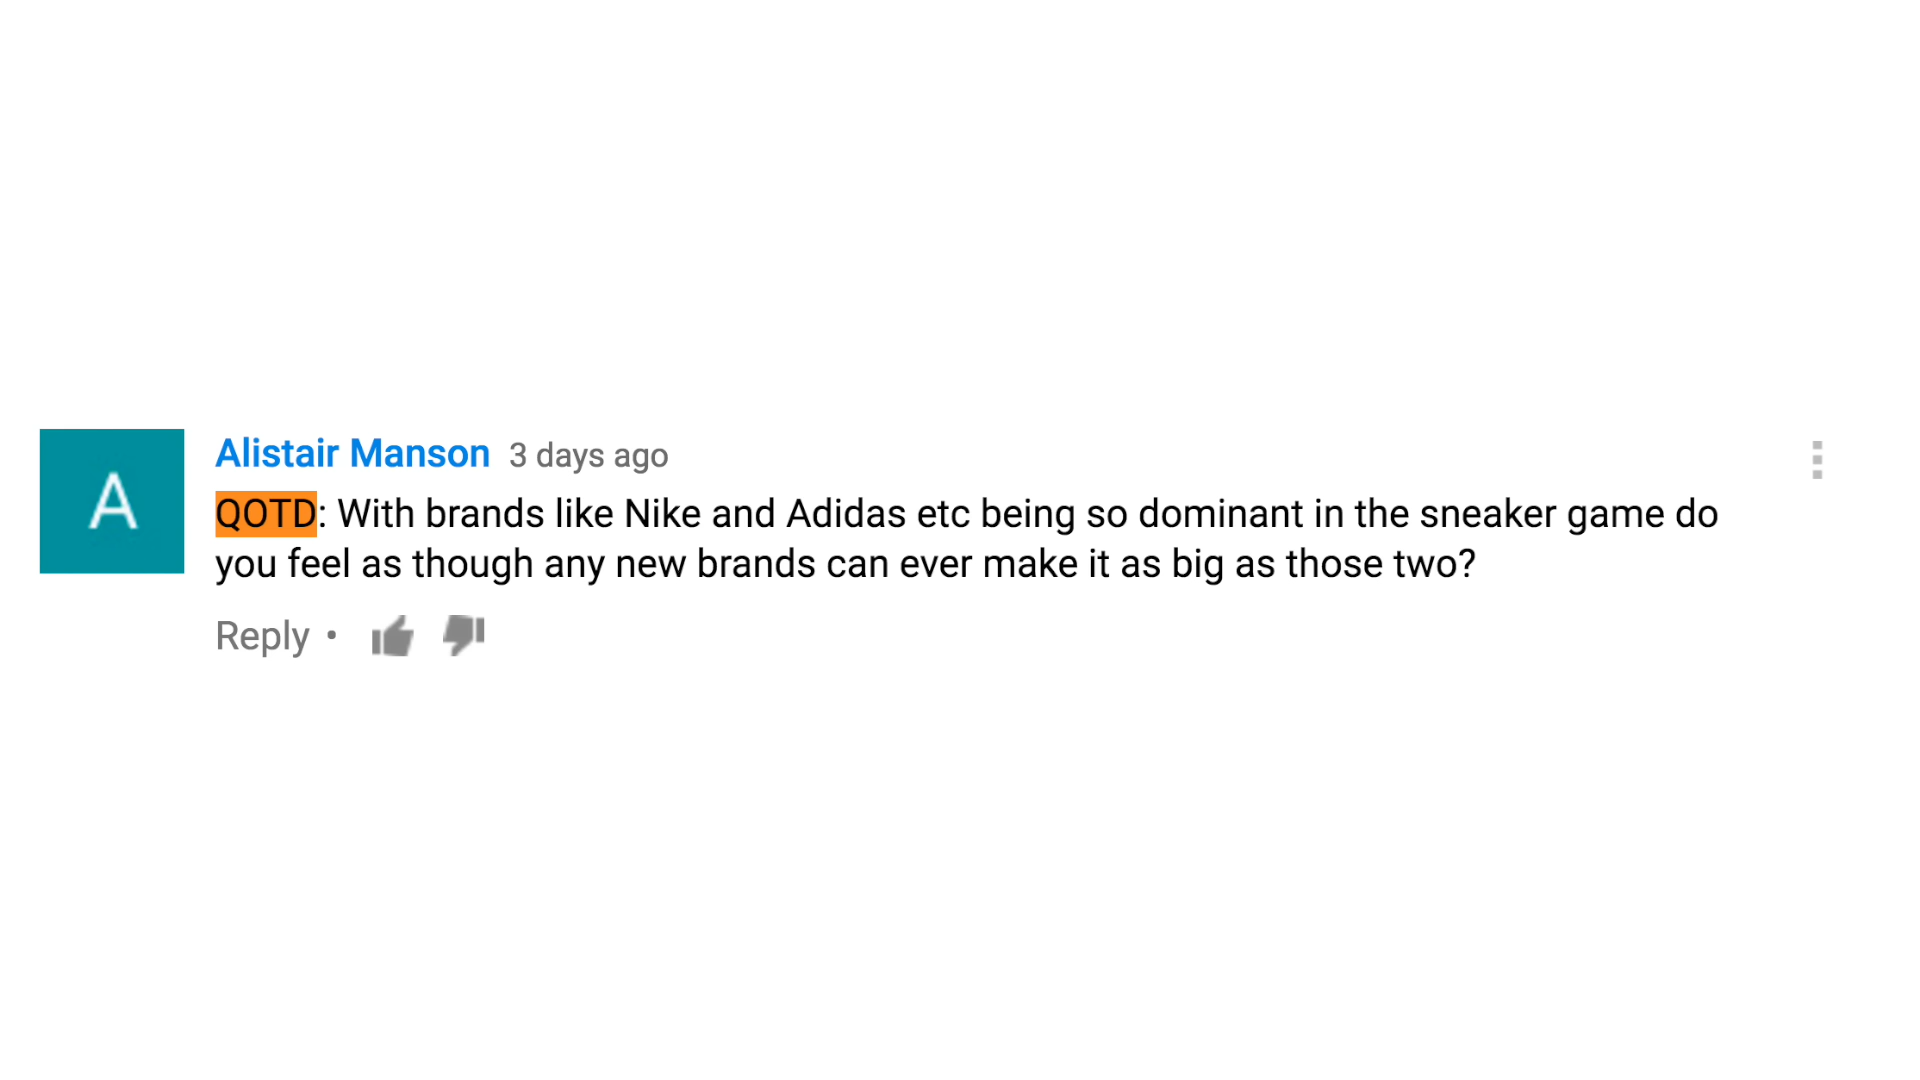 A
Alistair Manson 3 days ago
QOTD: With brands like Nike and Adidas etc being so dominant in the sneaker game do
you feel as though any new brands can ever make it as big as those two?
Reply •